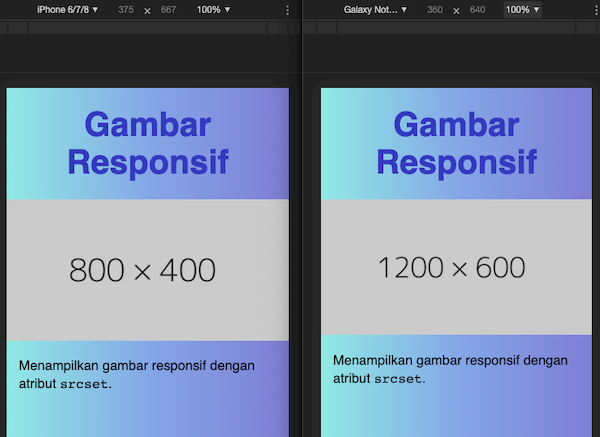 iPhone 6/7/8 ▼ 375 × 667 100% ▼
Gambar
Responsif
800 × 400
Menampilkan gambar responsif dengan
atribut srcset.
Galaxy Not... ▼ 360 × 640 100% ▼
Gambar
Responsif
1200 × 600
Menampilkan gambar responsif dengan
atribut srcset.